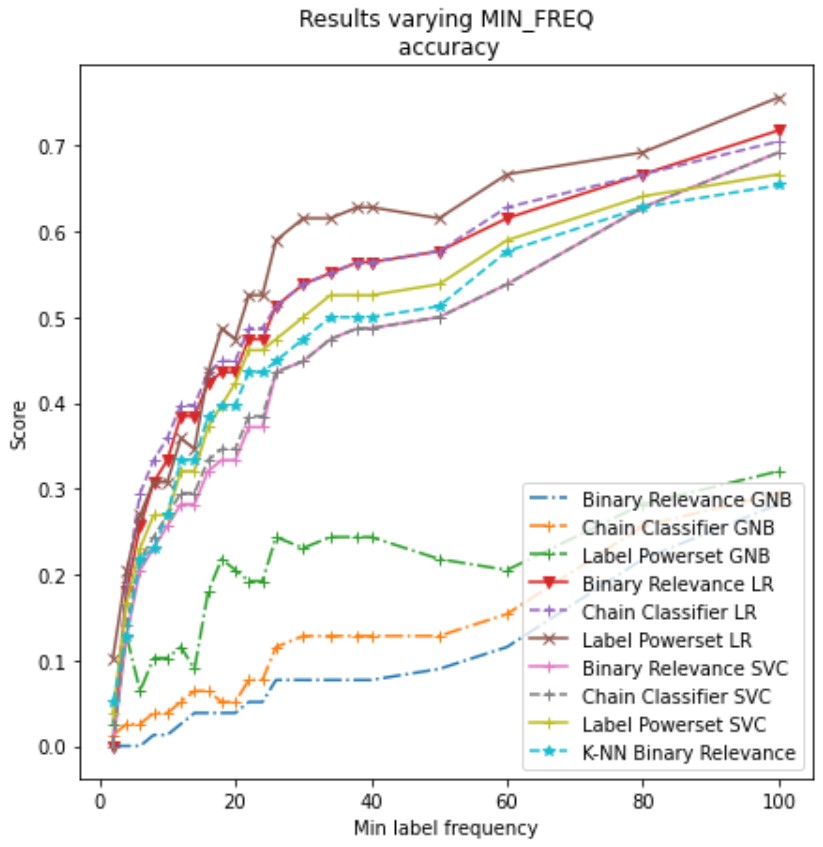 Results varying MIN_FREQ
accuracy
Score
0.7
0.6
0.5
0.4
0.3
0.2
0.1
0.0
Binary Relevance GNB
Chain Classifier GNB
Label Powerset GNB
Binary Relevance LR
Chain Classifier LR
Label Powerset LR
Binary Relevance SVC
Chain Classifier SVC
Label Powerset SVC
K-NN Binary Relevance
0 20 40 60 80 100
Min label frequency